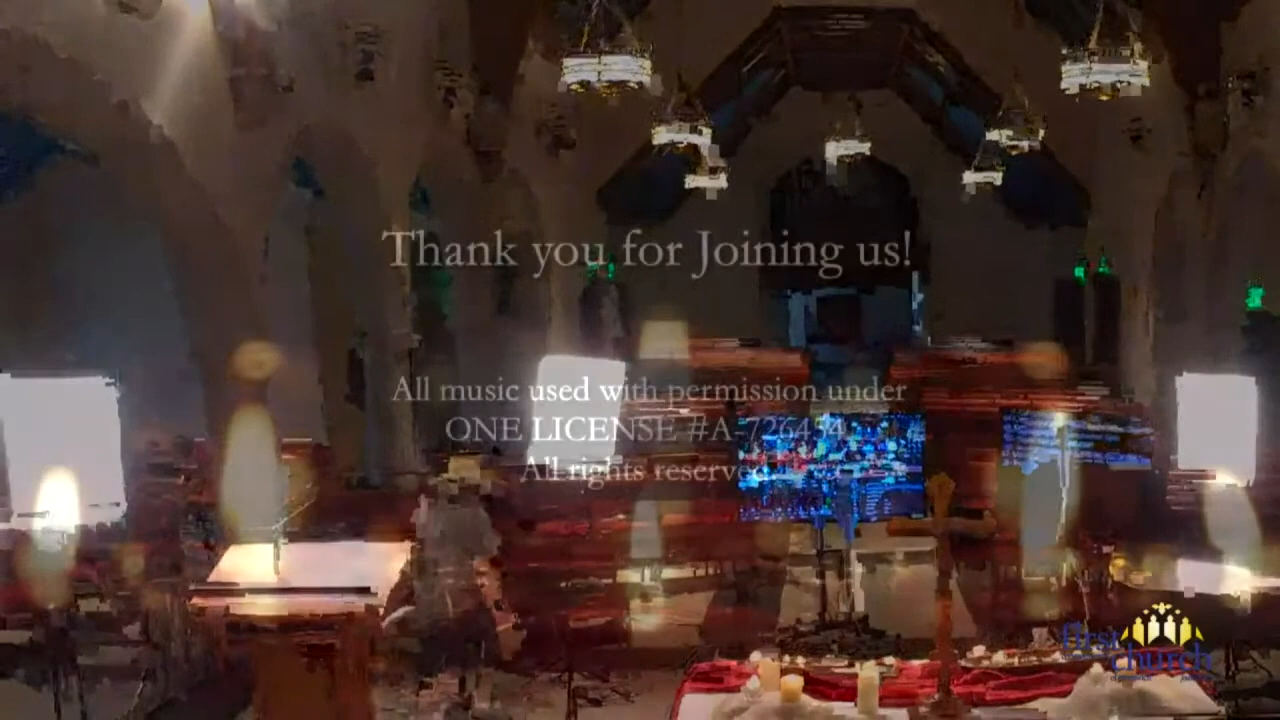 Thank you for Joining us!
All music used with permission under
ONE LICENSE #A-726454.
All rights reserved
first
church